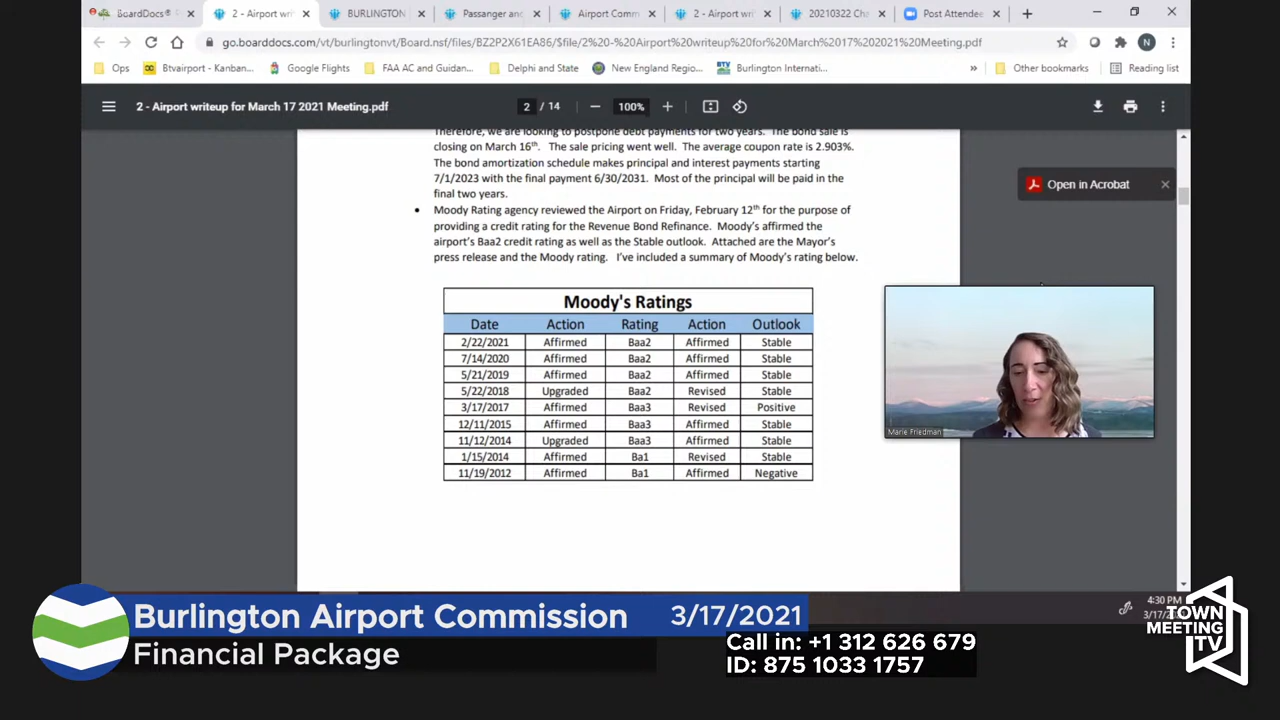 BoardDocs®
2 - Airport wri
BURLINGTON
Passanger an
Airport Comm
2 - Airport wri
20210322 Cha
Post Attendee
go.boarddocs.com/vt/burlingtonvt/Board.nsf/files/BZ2P2X61EA86/$file/2%20-%20Airport%20writeup%20for%20March%2017%202021%20Meeting.pdf
N
Ops
Btvairport - Kanban...
Google Flights
FAA AC and Guidan...
Delphi and State
New England Regio...
BTV
Burlington Internati...
»
Other bookmarks
Reading list
2 - Airport writeup for March 17 2021 Meeting.pdf
2 / 14
100%
Therefore, we are looking to postpone debt payments for two years. The bond sale is
closing on March 16th. The sale pricing went well. The average coupon rate is 2.903%.
The bond amortization schedule makes principal and interest payments starting
7/1/2023 with the final payment 6/30/2031. Most of the principal will be paid in the
final two years.
• Moody Rating agency reviewed the Airport on Friday, February 12th for the purpose of
providing a credit rating for the Revenue Bond Refinance. Moody's affirmed the
airport's Baa2 credit rating as well as the Stable outlook. Attached are the Mayor's
press release and the Moody rating. I've included a summary of Moody's rating below.
Open in Acrobat
Moody's Ratings
Date Action Rating Action Outlook
2/22/2021 Affirmed Baa2 Affirmed Stable
7/14/2020 Affirmed Baa2 Affirmed Stable
5/21/2019 Affirmed Baa2 Affirmed Stable
5/22/2018 Upgraded Baa2 Revised Stable
3/17/2017 Affirmed Baa3 Revised Positive
12/11/2015 Affirmed Baa3 Affirmed Stable
11/12/2014 Upgraded Baa3 Affirmed Stable
1/15/2014 Affirmed Ba1 Revised Stable
11/19/2012 Affirmed Ba1 Affirmed Negative
Marie Friedman
4:30 PM
3/17/
Burlington Airport Commission 3/17/2021
Financial Package
Call in: +1 312 626 679
ID: 875 1033 1757
TOWN
MEETING
TV